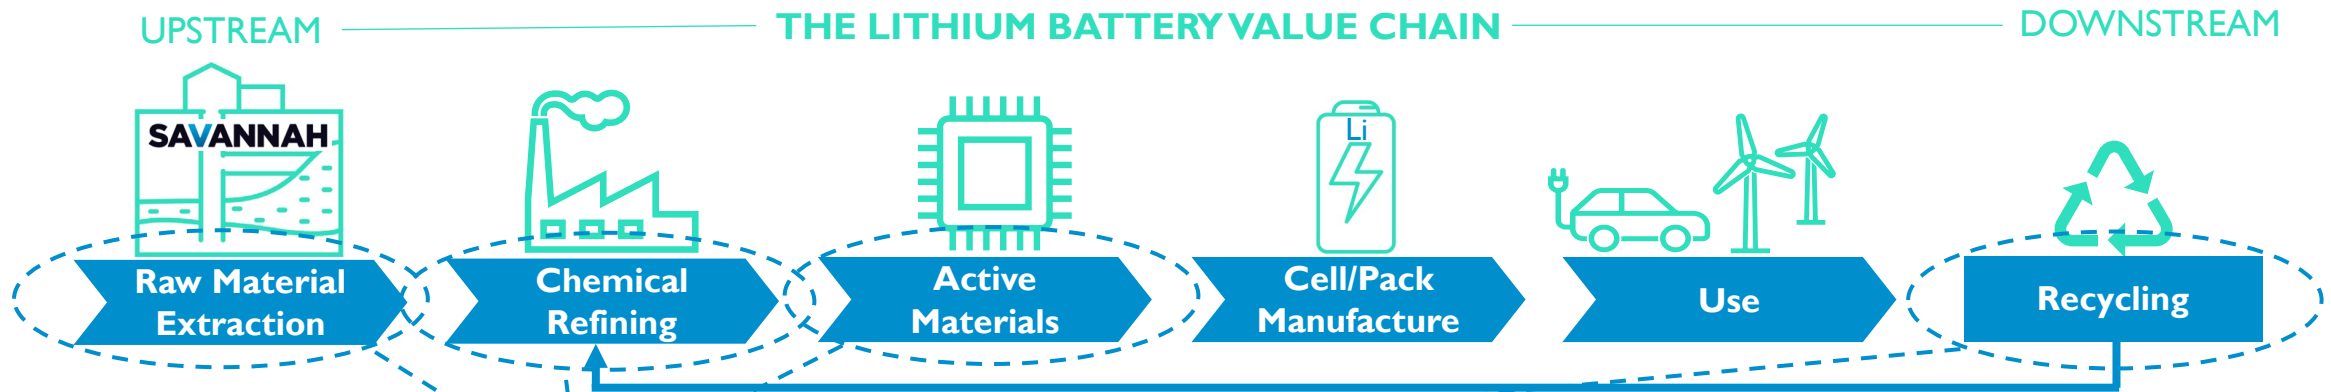 UPSTREAM
THE LITHIUM BATTERY VALUE CHAIN
DOWNSTREAM
SAVANNAH
Li
Raw Material
Extraction
Chemical
Refining
Active
Materials
Cell/Pack
Manufacture
Use
Recycling